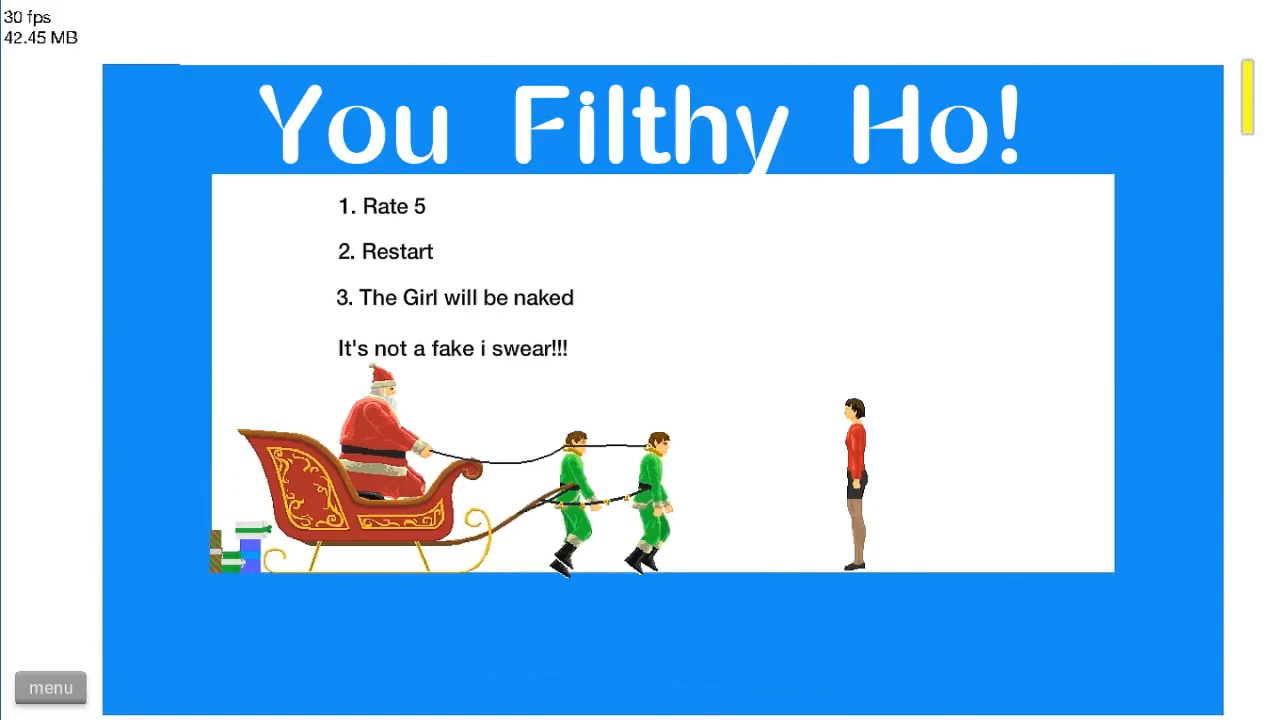 30 fps
42.45 MB
You Filthy Ho!
1. Rate 5
2. Restart
3. The Girl will be naked
It's not a fake i swear!!!
menu